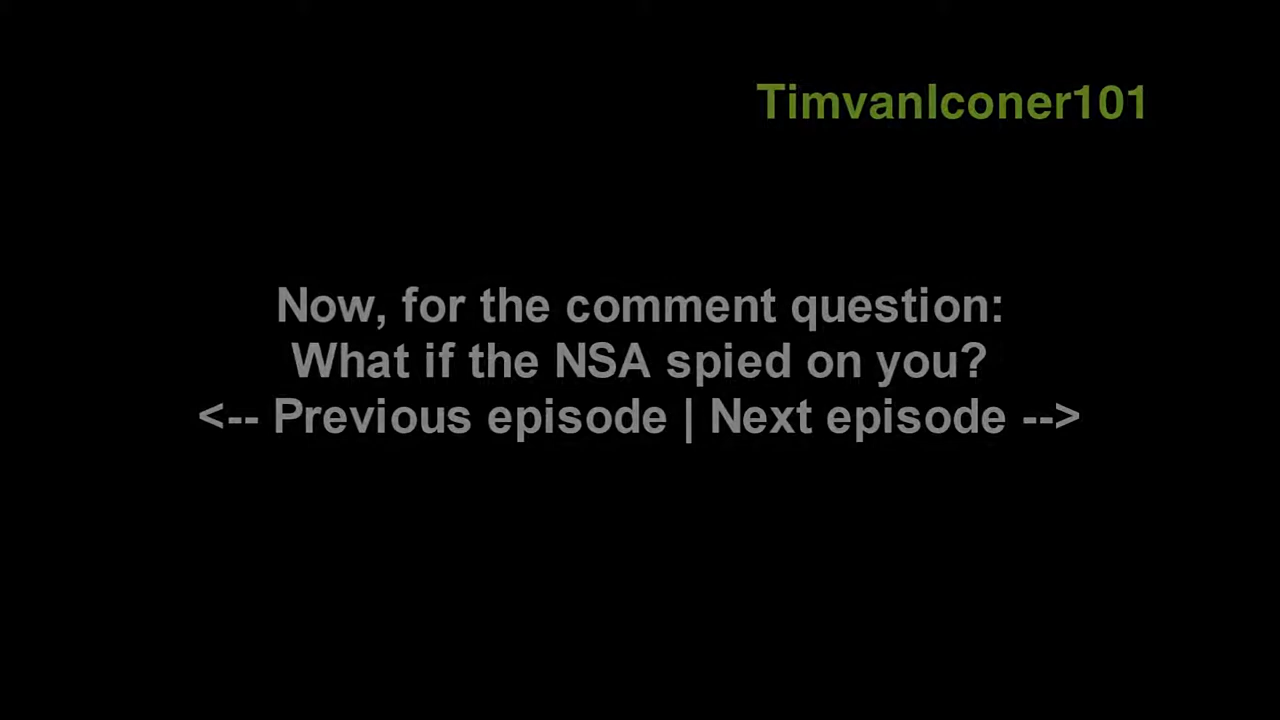 TimvanIconer101
Now, for the comment question:
What if the NSA spied on you?
<-- Previous episode | Next episode -->